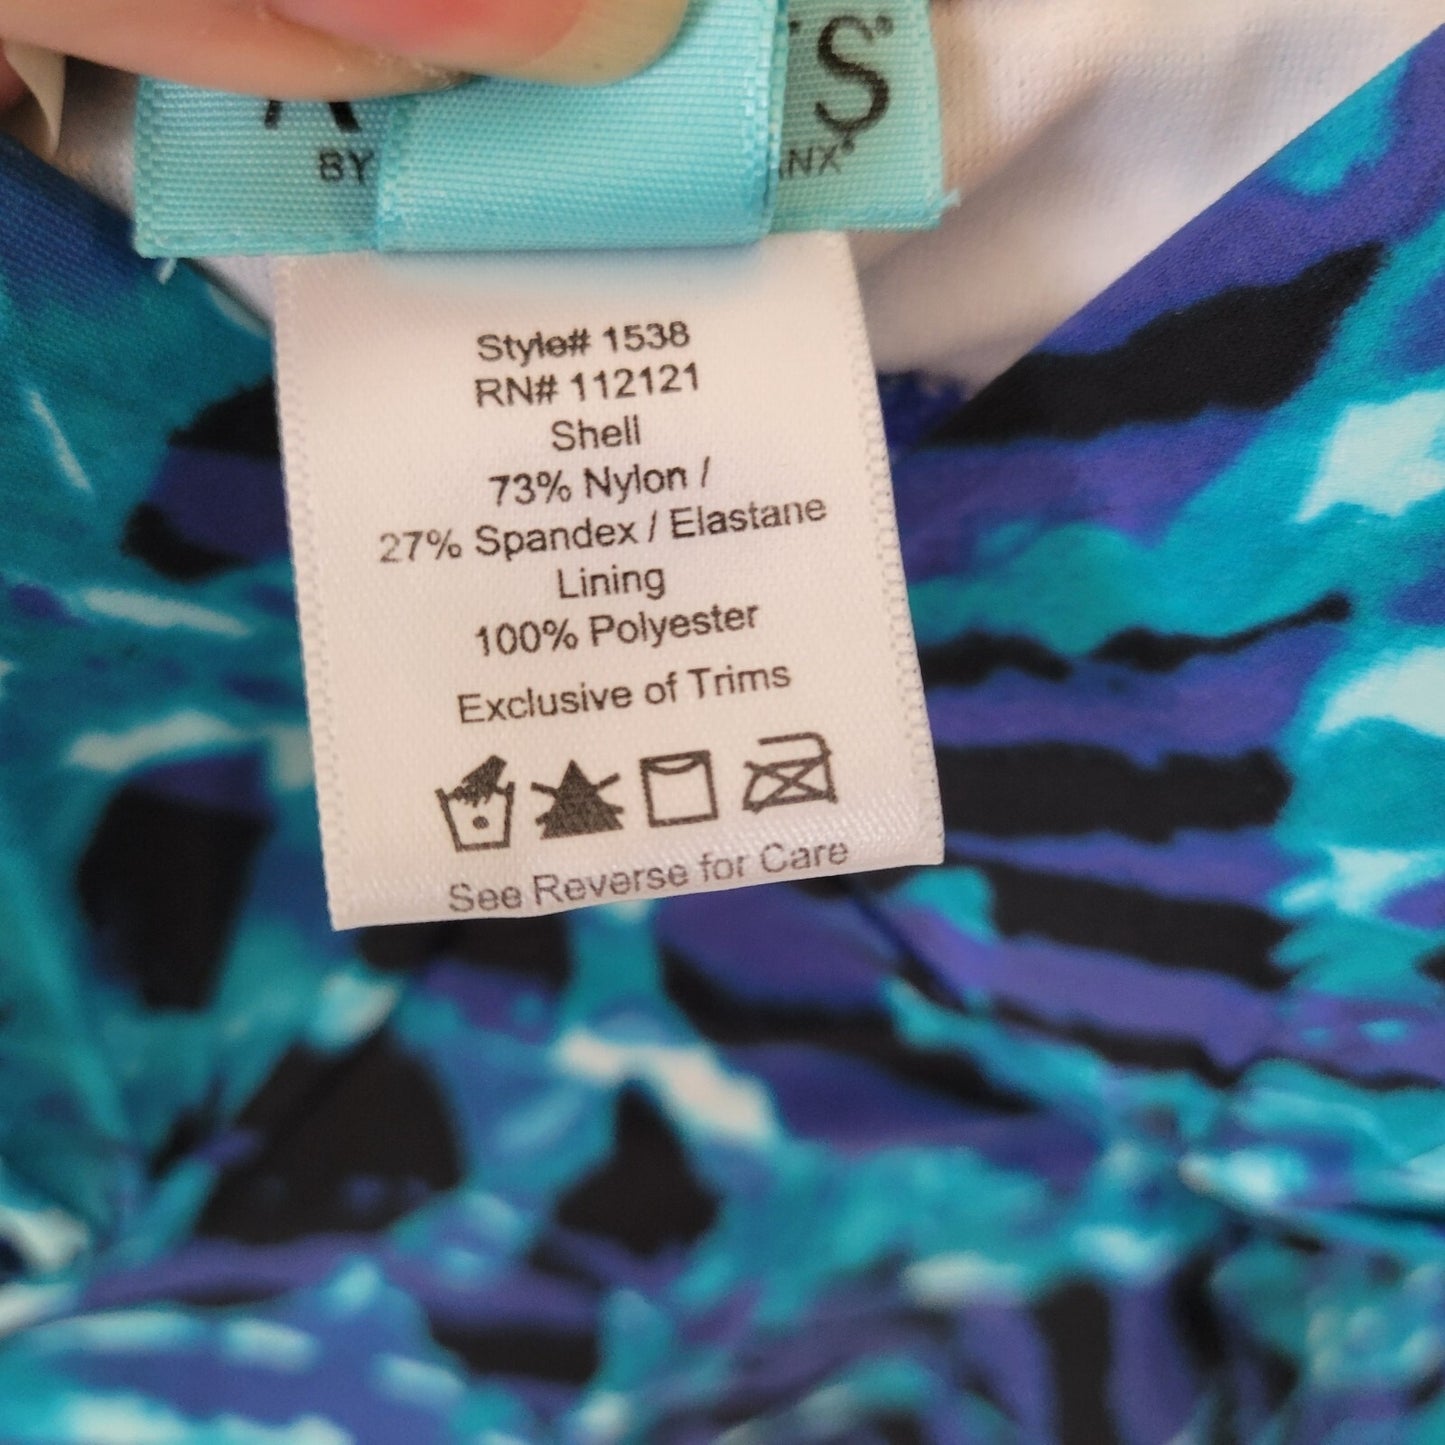 S®
BY
NX®
Style# 1538
RN# 112121
Shell
73% Nylon /
27% Spandex / Elastane
Lining
100% Polyester
Exclusive of Trims
See Reverse for Care